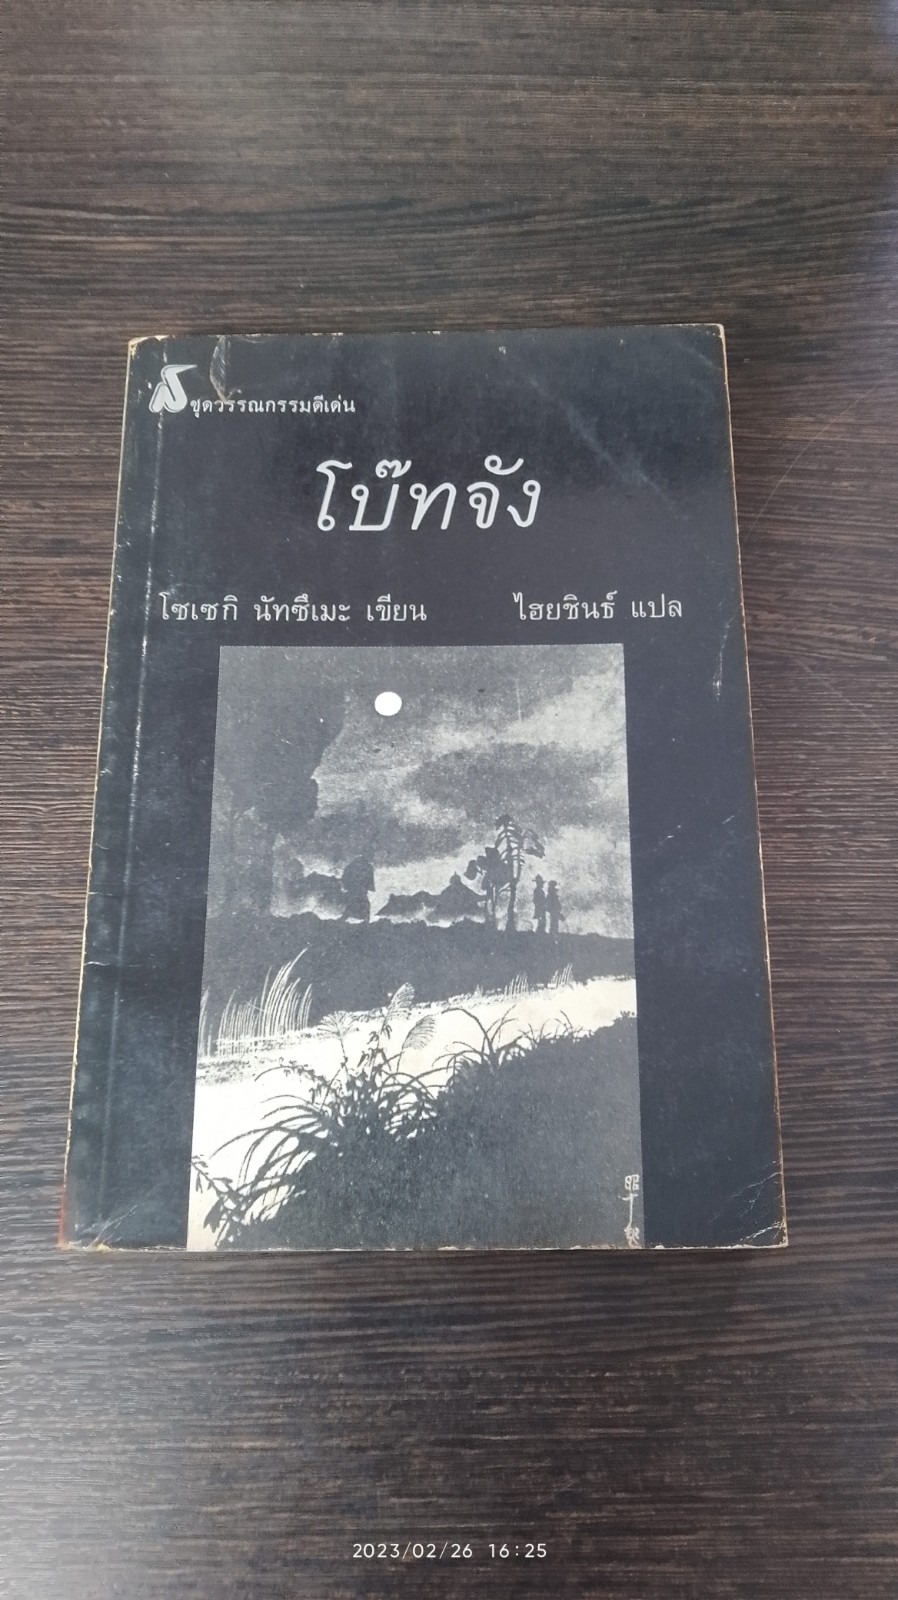 ชุดวรรณกรรมดีเด่น
โบ๊ทจัง
โซเซกิ นัทซึเมะ เขียน ไฮยชินธ์ แปล
2023/02/26 16:25